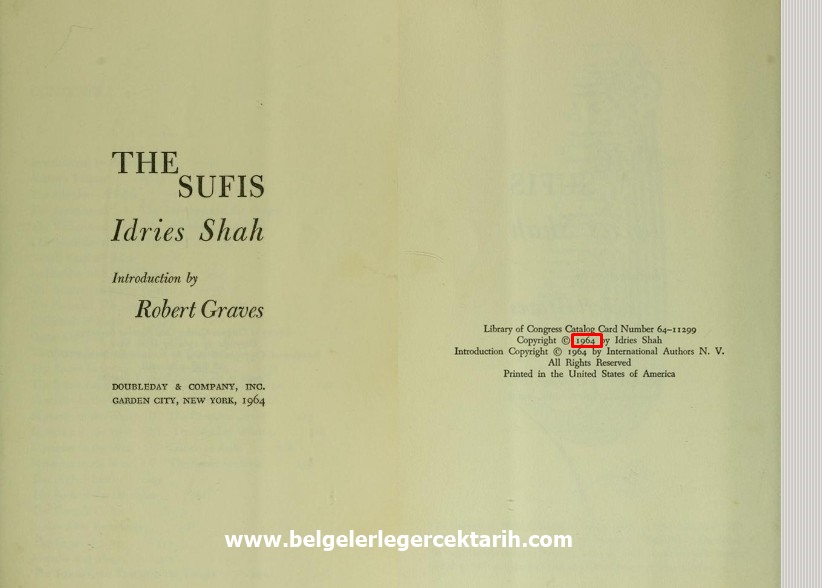 THE
SUFIS
Idries Shah
Introduction by
Robert Graves
DOUBLEDAY & COMPANY, INC.
GARDEN CITY, NEW YORK, 1964
Library of Congress Catalog Card Number 64–11299
Copyright © 1964 by Idries Shah
Introduction Copyright © 1964 by International Authors N. V.
All Rights Reserved
Printed in the United States of America
www.belgelerlegercektarih.com